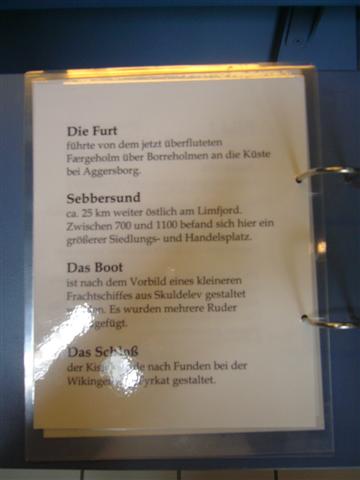 Die Furt
führte von dem jetzt überfluteten
Færgeholm über Borreholmen an die Küste
bei Aggersborg.
Sebbersund
ca. 25 km weiter östlich am Limfjord.
Zwischen 700 und 1100 befand sich hier ein
größerer Siedlungs- und Handelsplatz.
Das Boot
ist nach dem Vorbild eines kleineren
Frachtschiffes aus Skuldelev gestaltet
Es wurden mehrere Ruder
Das Schloß
der nach Funden bei der
gestaltet.